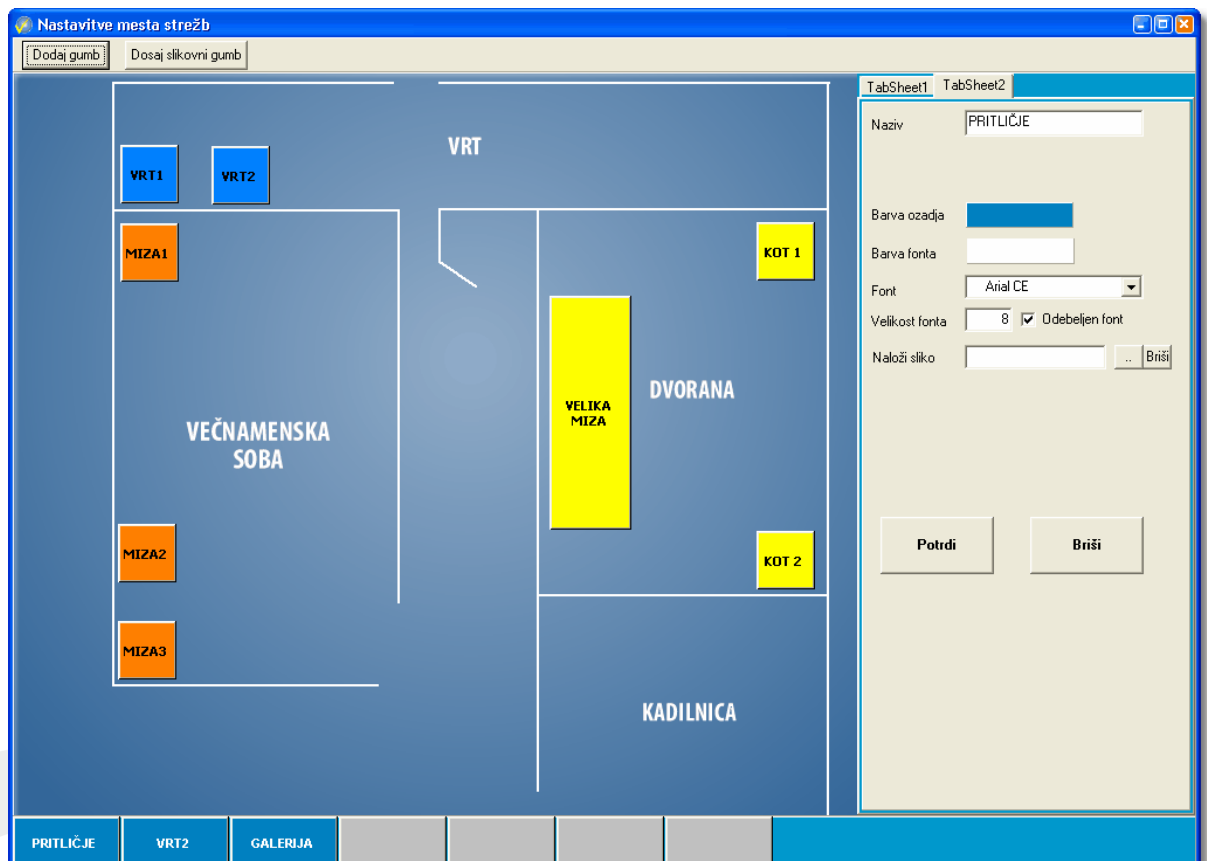 Nastavitve mesta strežb
Dodaj gumb
Dosaj slikovni gumb
TabSheet1
TabSheet2
Naziv
PRITLIČJE
Barva ozadja
Barva fonta
Font
Arial CE
Velikost fonta
8
Odebeljen font
Naloži sliko
..
Briši
Potrdi
Briši
VRT
VRT1
VRT2
MIZA1
KOT 1
DVORANA
VELIKA
MIZA
VEČNAMENSKA
SOBA
MIZA2
KOT 2
MIZA3
KADILNICA
PRITLIČJE
VRT2
GALERIJA